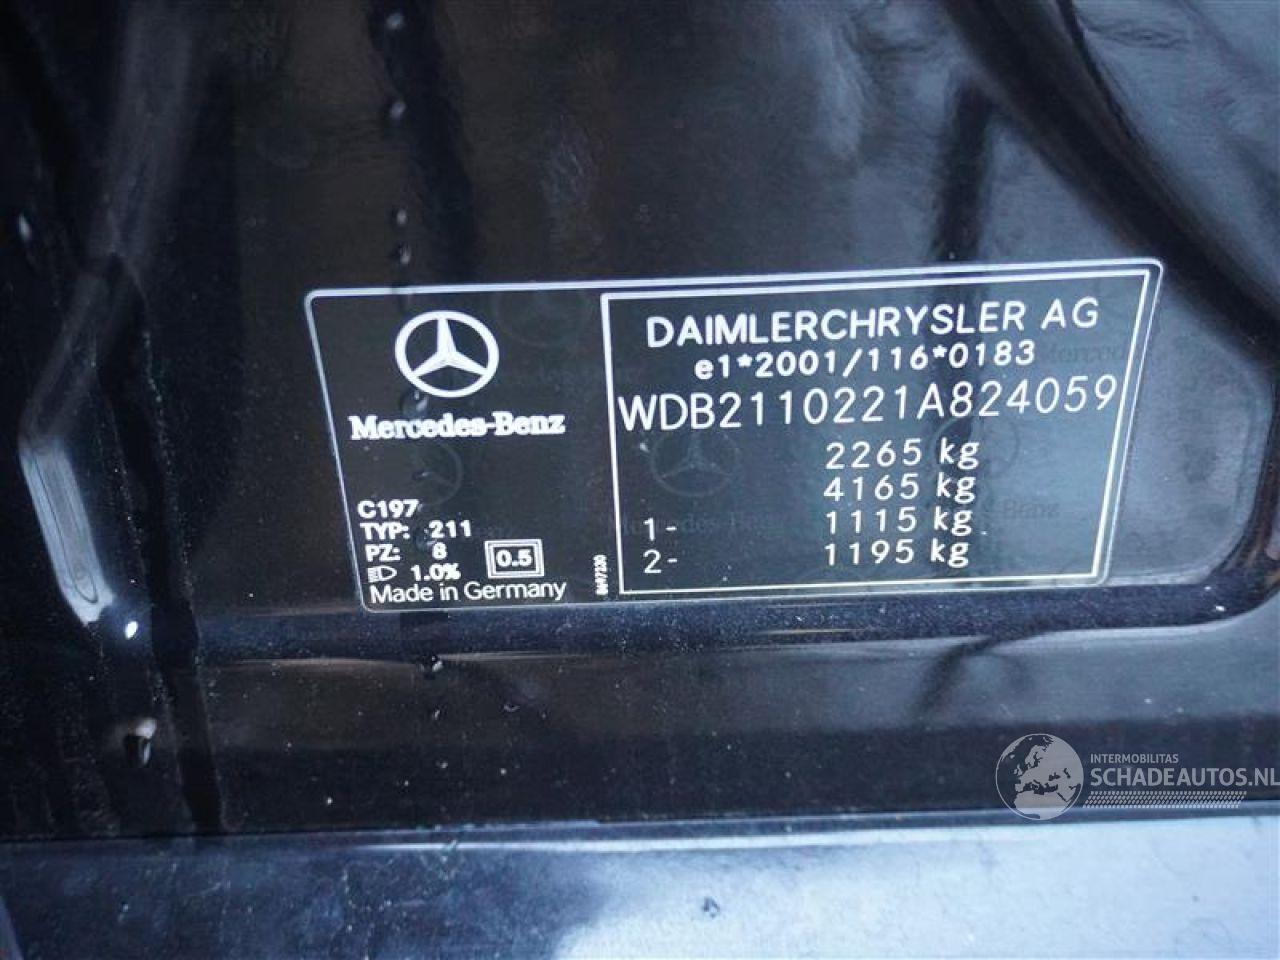 DAIMLERCHRYSLER AG
e1*2001/116*0183
WDB2110221A824059
2265 kg
4165 kg
1- 1115 kg
2- 1195 kg
Mercedes-Benz
C197
TYP: 211
PZ: 8
1.0% 0.5
Made in Germany
INTERMOBILITAS
SCHADEAUTOS.NL